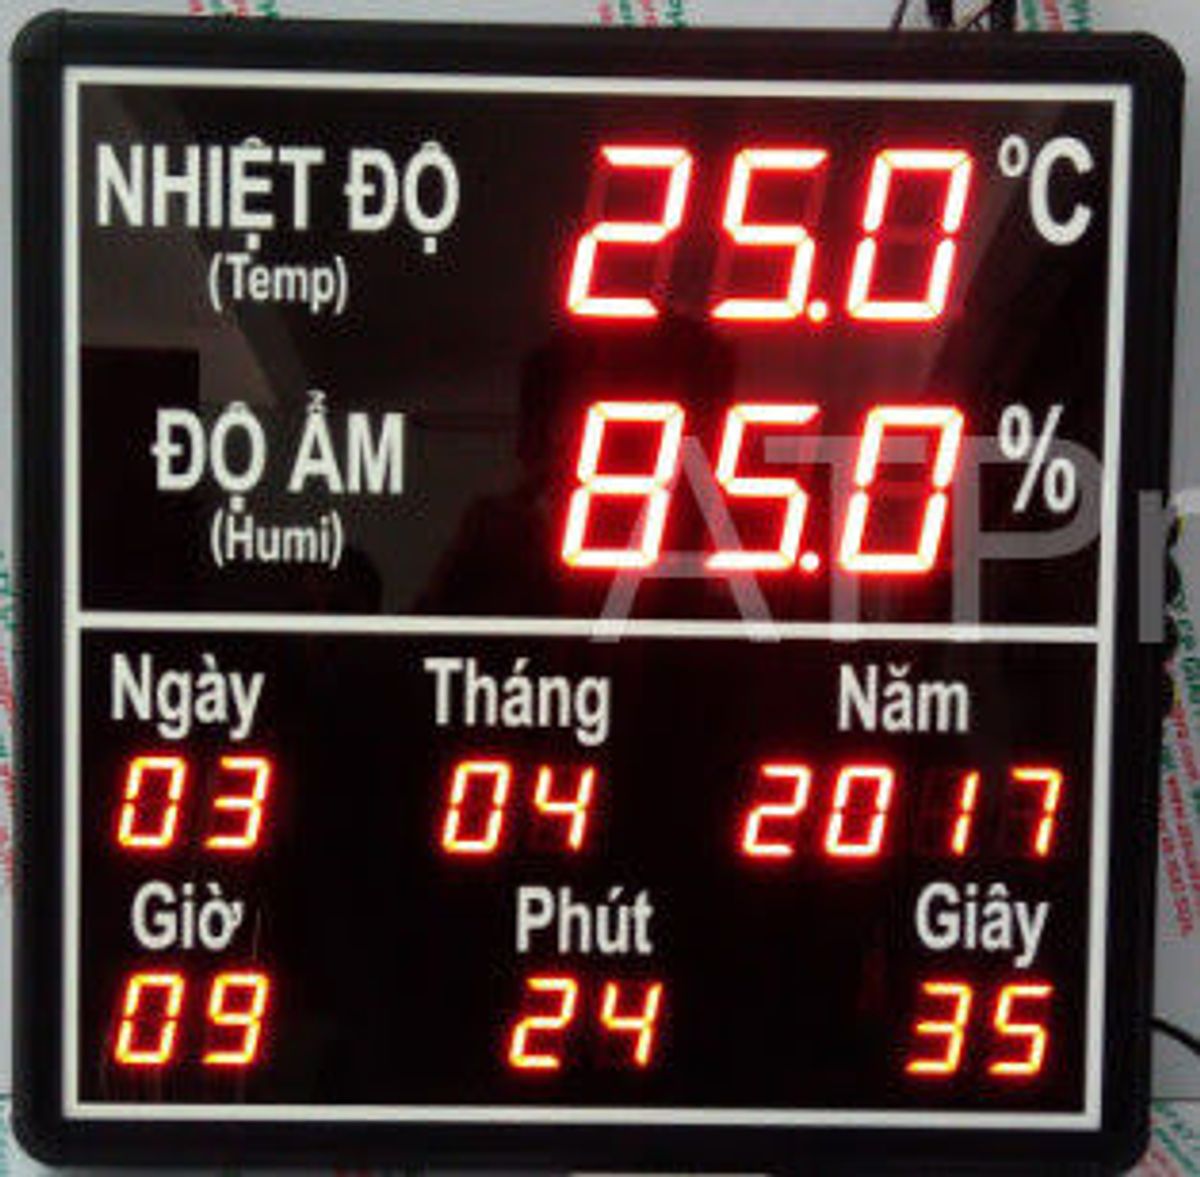 NHIỆT ĐỘ 25.0 °C
(Temp)
ĐỘ ẨM 85.0 %
(Humi)
Ngày Tháng Năm
03 04 2017
Giờ Phút Giây
09 24 35
ATPr